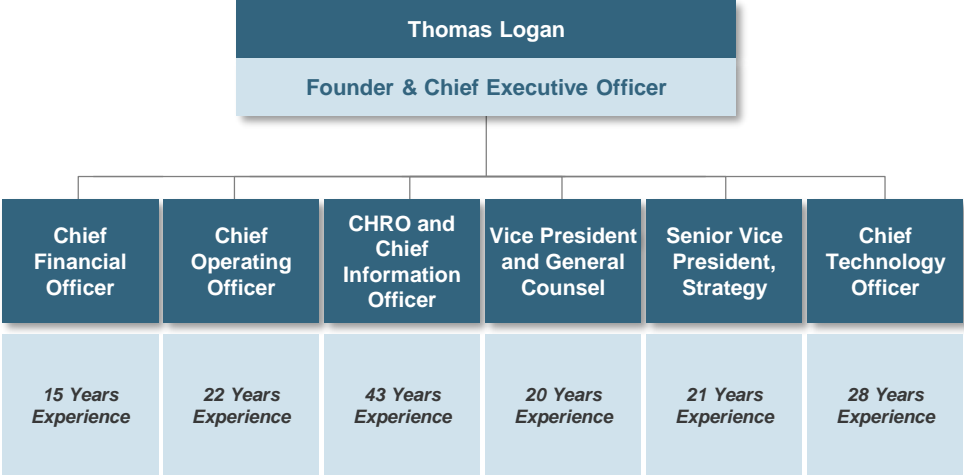 Thomas Logan
Founder & Chief Executive Officer
Chief
Financial
Officer
Chief
Operating
Officer
CHRO and
Chief
Information
Officer
Vice President
and General
Counsel
Senior Vice
President,
Strategy
Chief
Technology
Officer
15 Years
Experience
22 Years
Experience
43 Years
Experience
20 Years
Experience
21 Years
Experience
28 Years
Experience